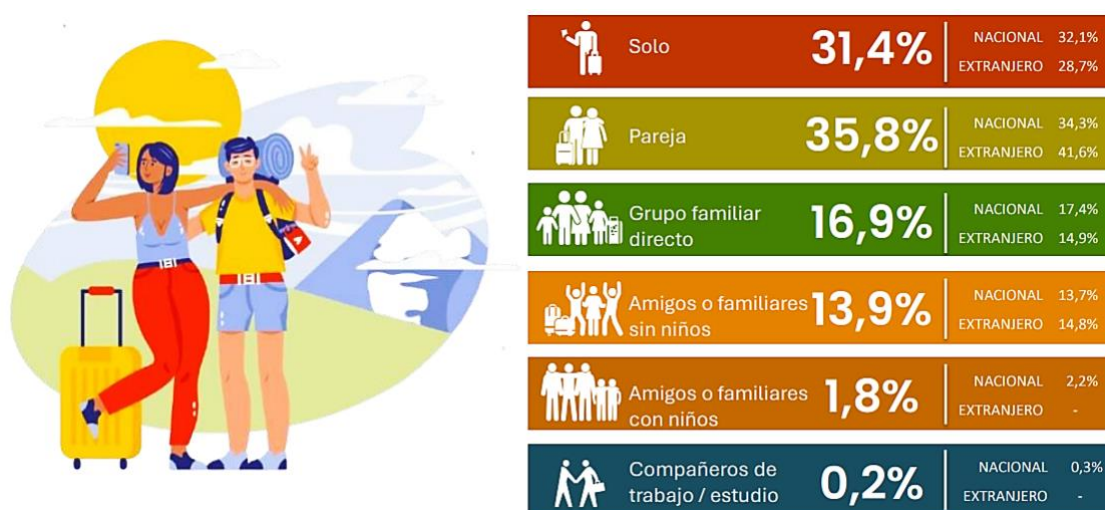 Solo 31,4% NACIONAL 32,1%
EXTRANJERO 28,7%
Pareja 35,8% NACIONAL 34,3%
EXTRANJERO 41,6%
Grupo familiar
directo
16,9% NACIONAL 17,4%
EXTRANJERO 14,9%
Amigos o familiares
sin niños
13,9% NACIONAL 13,7%
EXTRANJERO 14,8%
Amigos o familiares
con niños
1,8% NACIONAL 2,2%
EXTRANJERO -
Compañeros de
trabajo / estudio
0,2% NACIONAL 0,3%
EXTRANJERO -